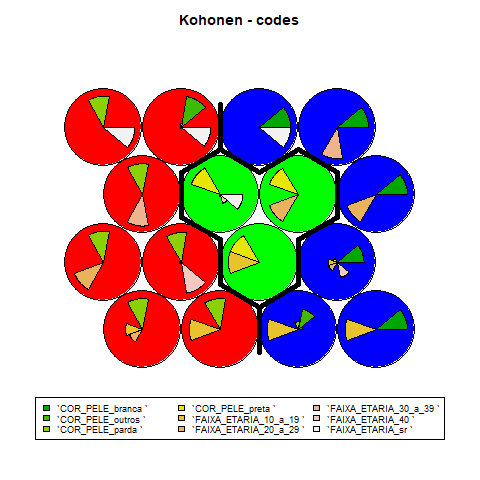 Kohonen - codes
`COR_PELE_branca ` `COR_PELE_preta ` `FAIXA_ETARIA_30_a_39 `
`COR_PELE_outros ` `FAIXA_ETARIA_10_a_19 ` `FAIXA_ETARIA_40 `
`COR_PELE_parda ` `FAIXA_ETARIA_20_a_29 ` `FAIXA_ETARIA_sr `